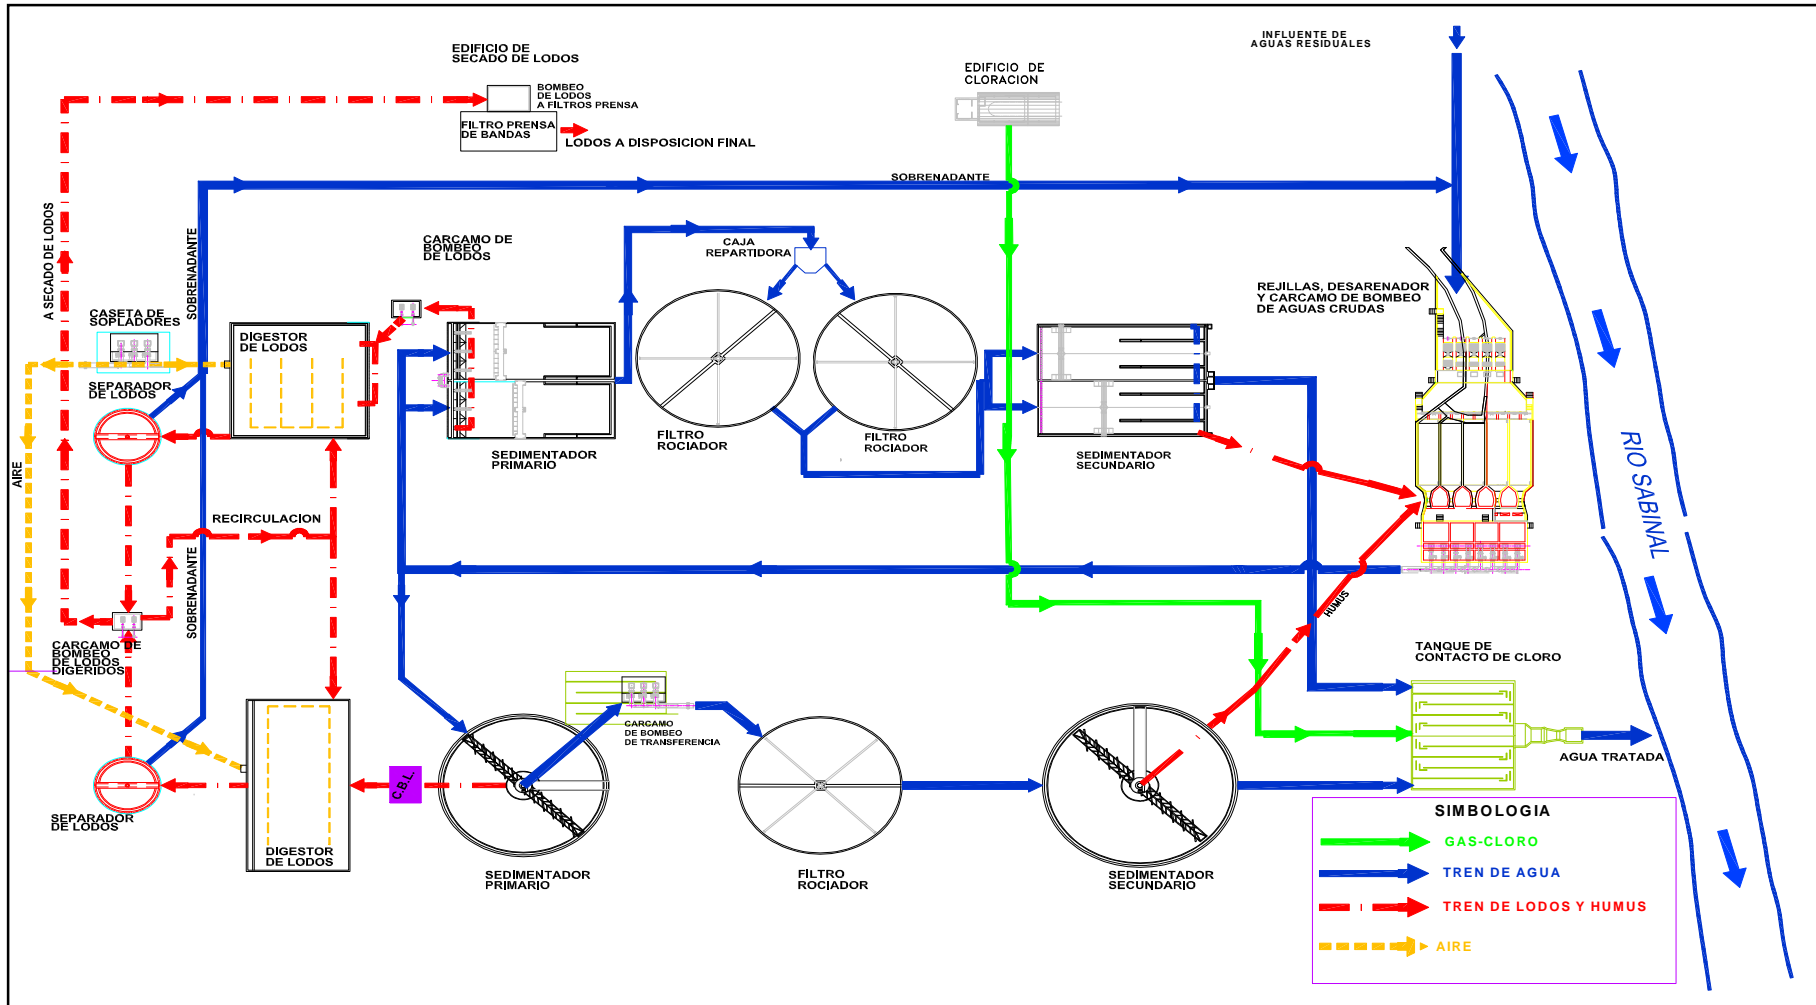 INFLUENTE DE
AGUAS RESIDUALES
EDIFICIO DE
SECADO DE LODOS
EDIFICIO DE
CLORACION
BOMBEO
DE LODOS
A FILTROS PRENSA
FILTRO PRENSA
DE BANDAS
LODOS A DISPOSICION FINAL
SOBRENADANTE
A SECADO DE LODOS
SOBRENADANTE
CARCAMO DE
BOMBEO
DE LODOS
CAJA
REPARTIDORA
REJILLAS, DESARENADOR
Y CARCAMO DE BOMBEO
DE AGUAS CRUDAS
CASETA DE
SOPLADORES
DIGESTOR
DE LODOS
SEPARADOR
DE LODOS
AIRE
SEDIMENTADOR
PRIMARIO
FILTRO
ROCIADOR
FILTRO
ROCIADOR
SEDIMENTADOR
SECUNDARIO
RIO SABINAL
RECIRCULACION
SOBRENADANTE
HUMUS
CARCAMO DE
BOMBEO
DE LODOS
DIGERIDOS
TANQUE DE
CONTACTO DE CLORO
CARCAMO
DE BOMBEO
DE TRANSFERENCIA
AGUA TRATADA
C.B.L.
SEPARADOR
DE LODOS
DIGESTOR
DE LODOS
SEDIMENTADOR
PRIMARIO
FILTRO
ROCIADOR
SEDIMENTADOR
SECUNDARIO
SIMBOLOGIA
GAS-CLORO
TREN DE AGUA
TREN DE LODOS Y HUMUS
AIRE